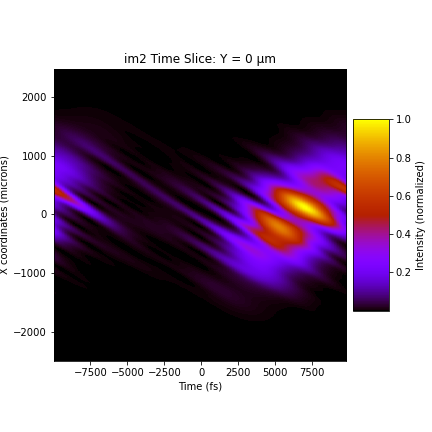 im2 Time Slice: Y = 0 μm
2000
1000
0
−1000
−2000
X coordinates (microns)
−7500 −5000 −2500 0 2500 5000 7500
Time (fs)
1.0
0.8
0.6
0.4
0.2
Intensity (normalized)